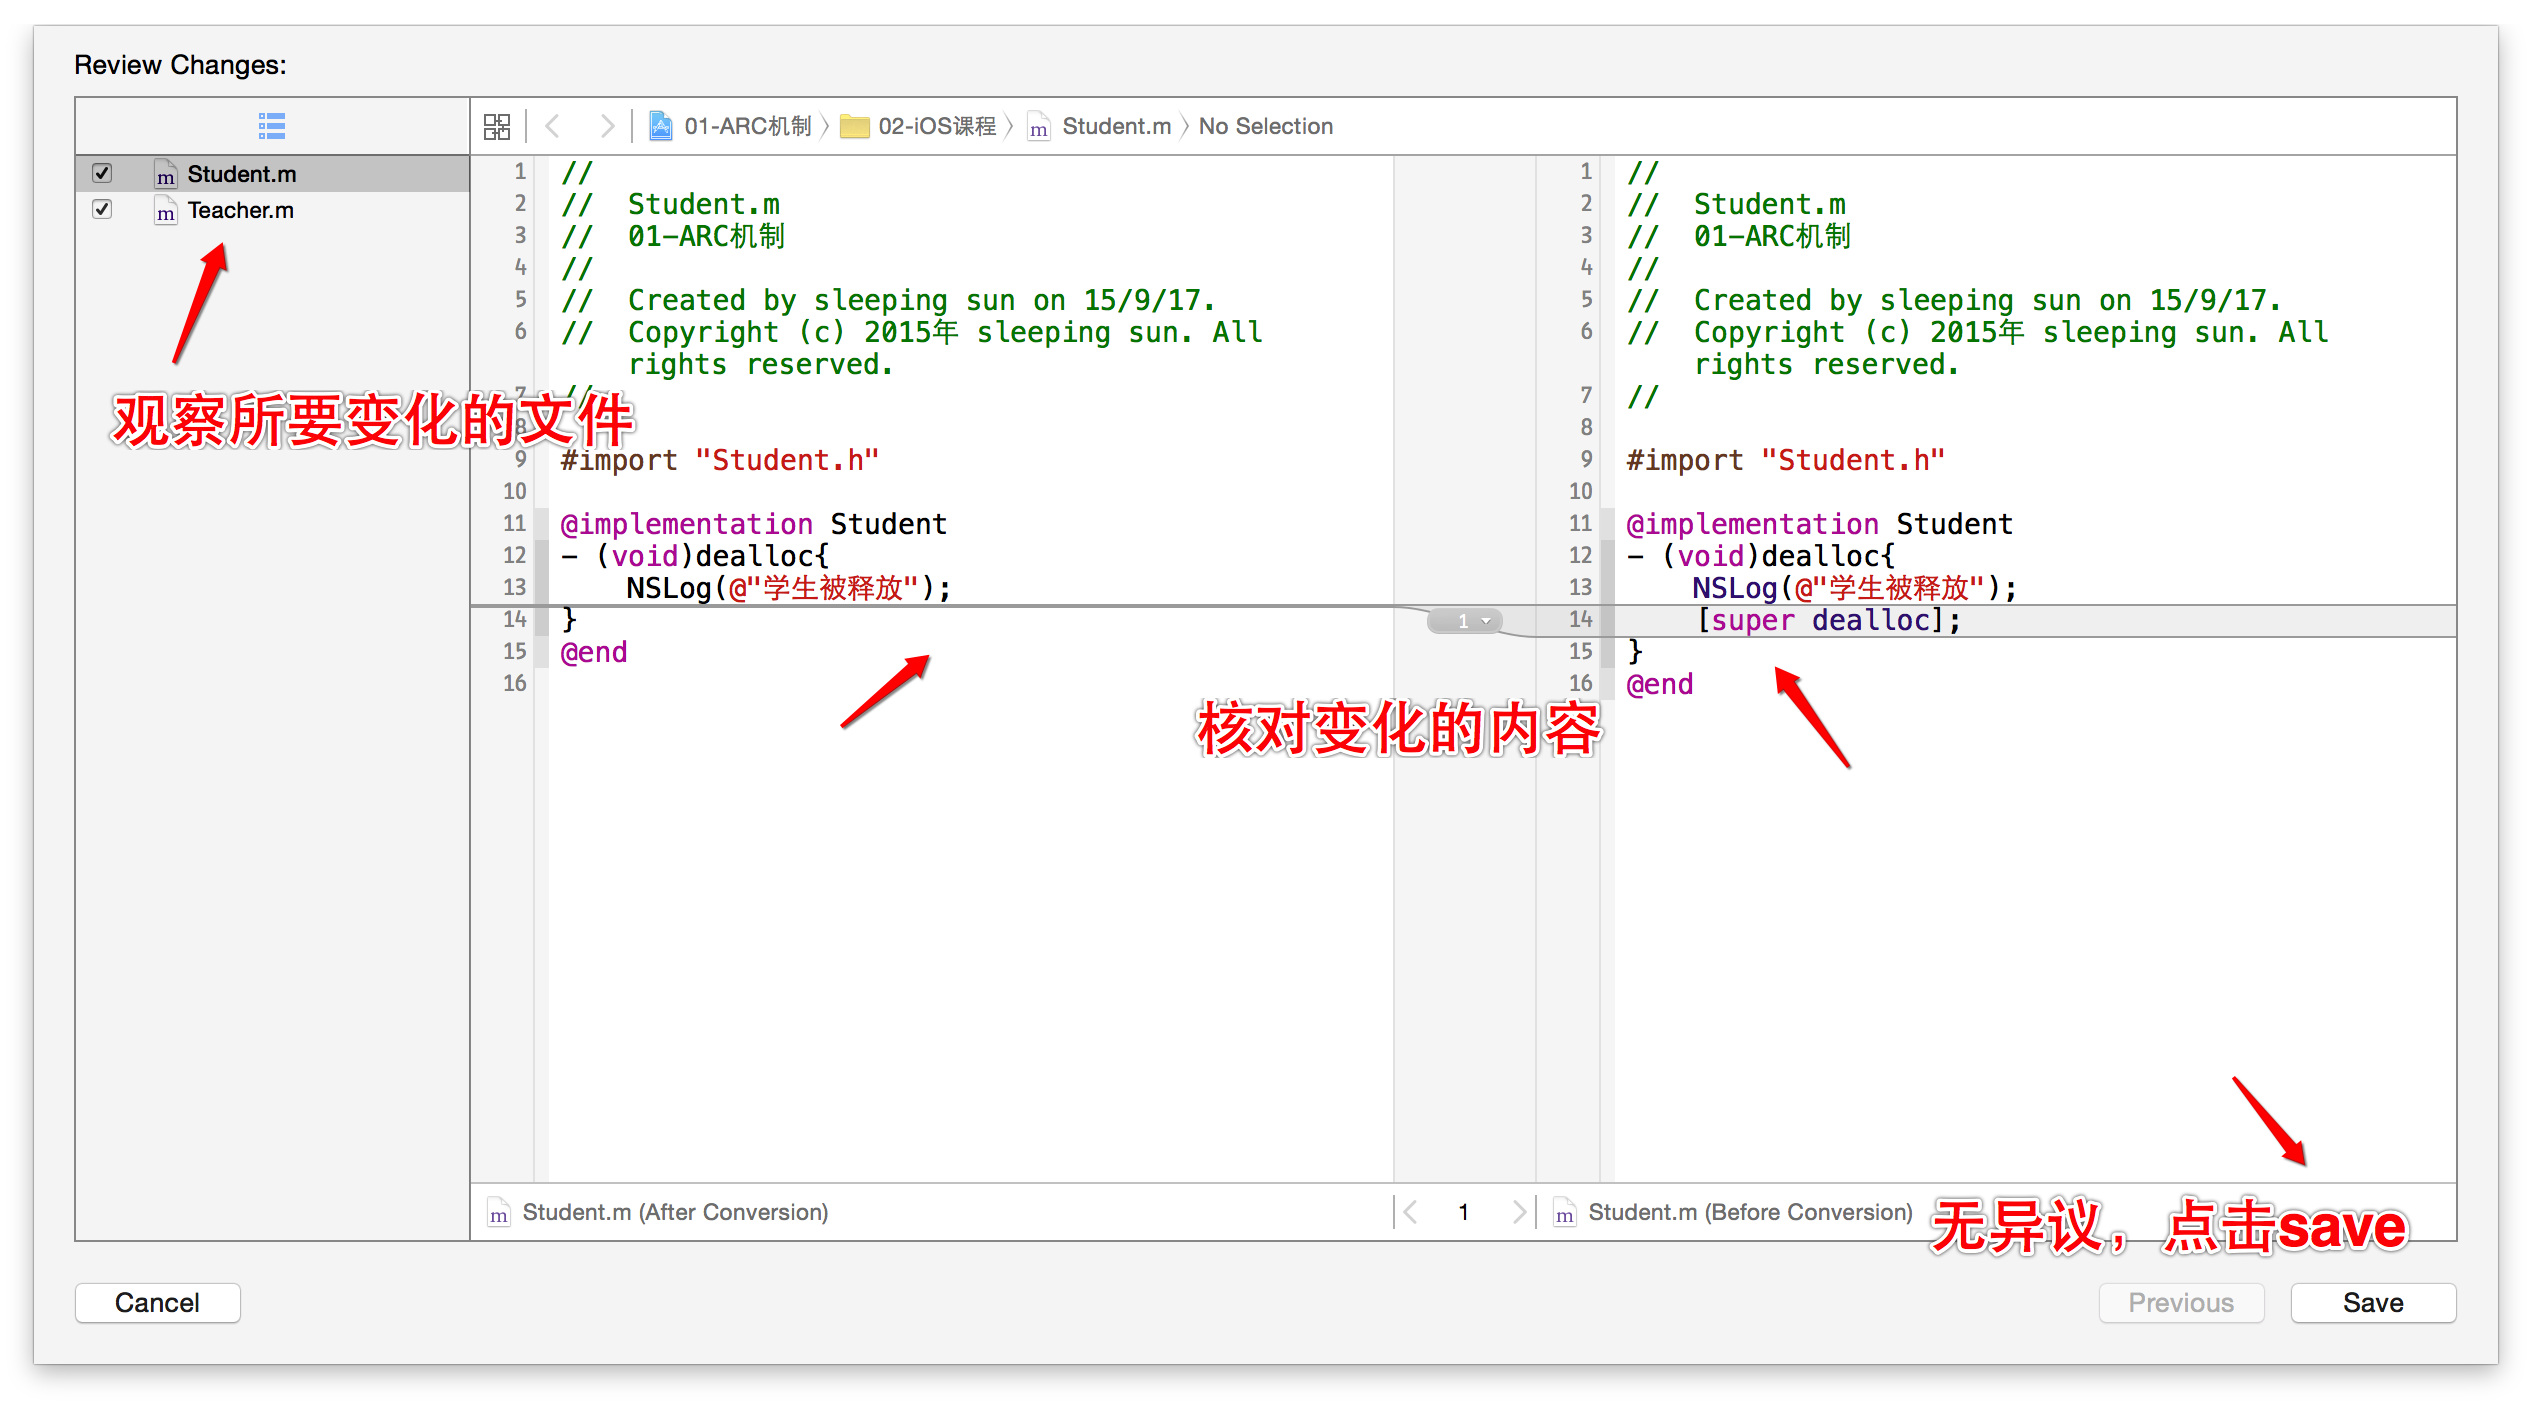 Review Changes:
01-ARC机制 02-iOS课程 Student.m No Selection
Student.m
Teacher.m
观察所要变化的文件
1 //
2 // Student.m
3 // 01-ARC机制
4 //
5 // Created by sleeping sun on 15/9/17.
6 // Copyright (c) 2015年 sleeping sun. All
rights reserved.
7 //
8
9 #import "Student.h"
10
11 @implementation Student
12 - (void)dealloc{
13 NSLog(@"学生被释放");
14 }
15 @end
16
1
1 //
2 // Student.m
3 // 01-ARC机制
4 //
5 // Created by sleeping sun on 15/9/17.
6 // Copyright (c) 2015年 sleeping sun. All
rights reserved.
7 //
8
9 #import "Student.h"
10
11 @implementation Student
12 - (void)dealloc{
13 NSLog(@"学生被释放");
14 [super dealloc];
15 }
16 @end
核对变化的内容
Student.m (After Conversion)
1
Student.m (Before Conversion)
无异议，点击save
Cancel
Previous
Save